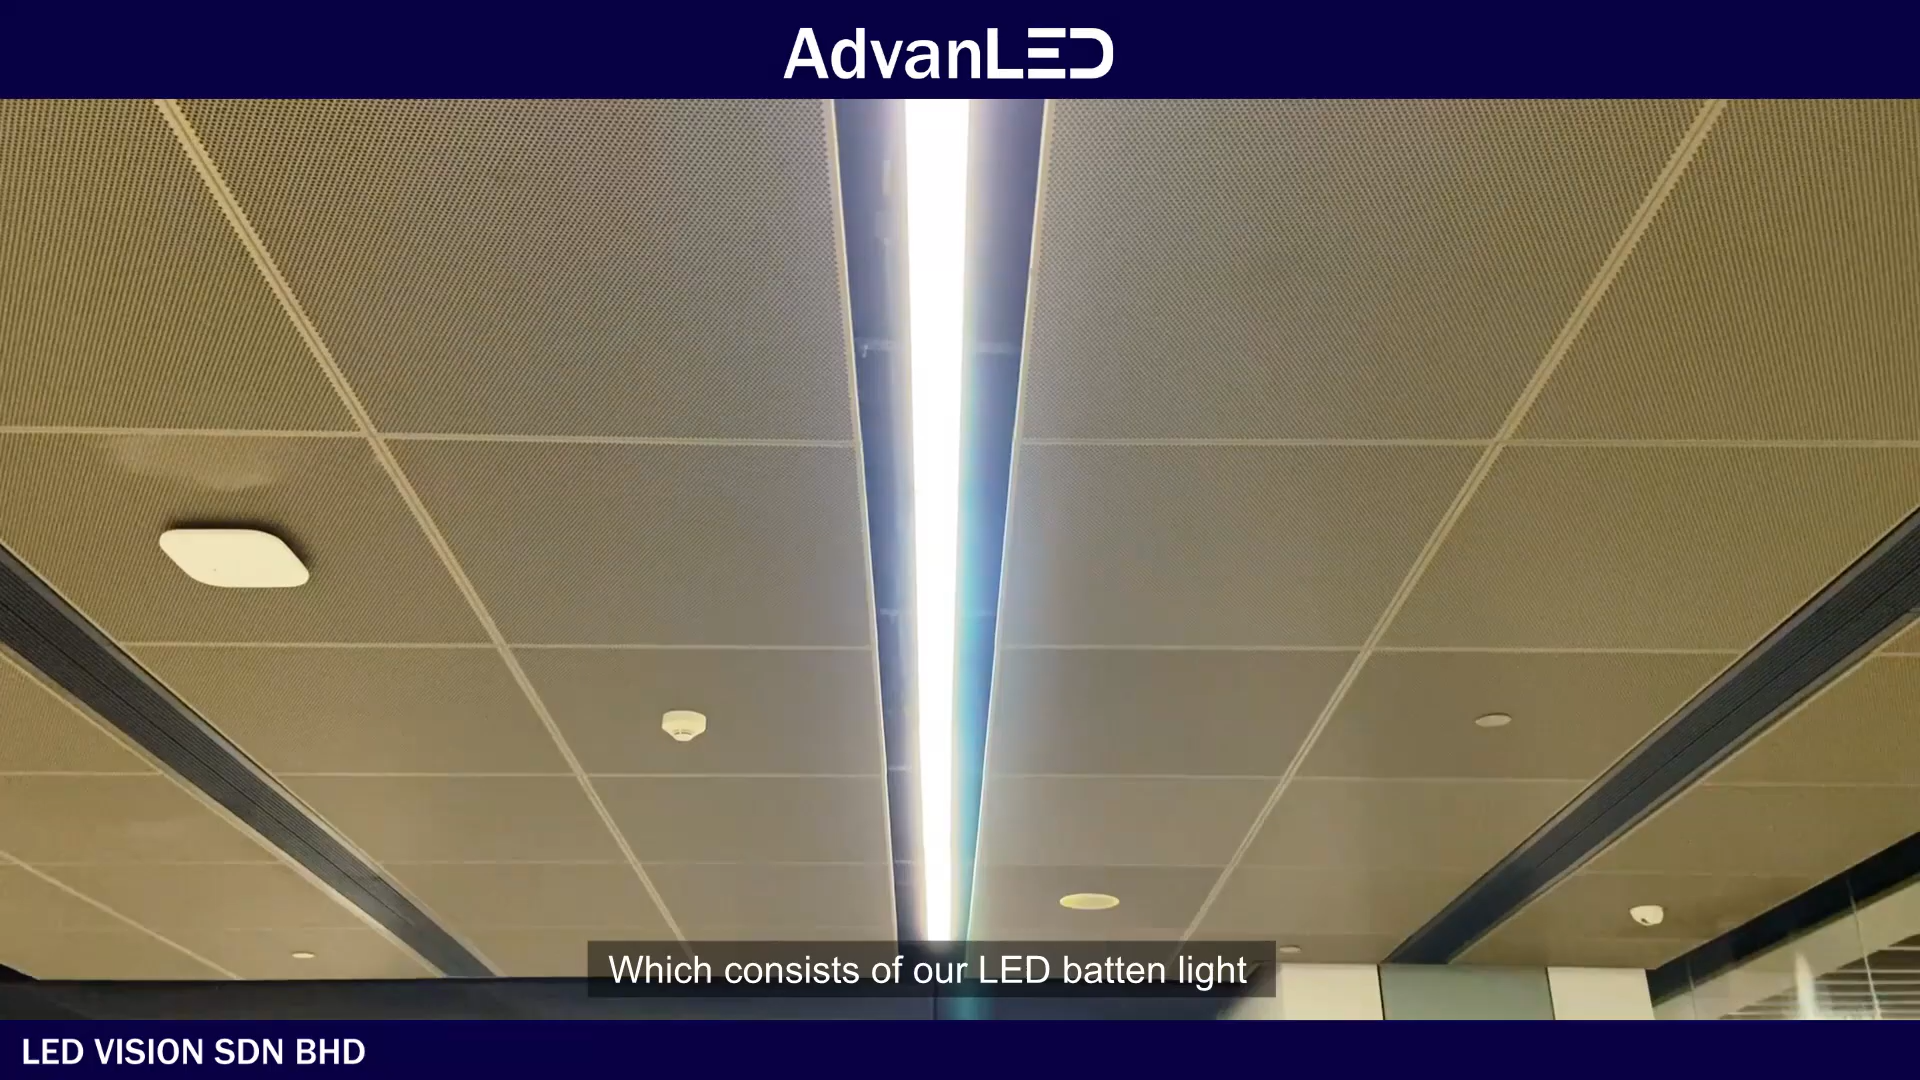 AdvanLED
Which consists of our LED batten light
LED VISION SDN BHD